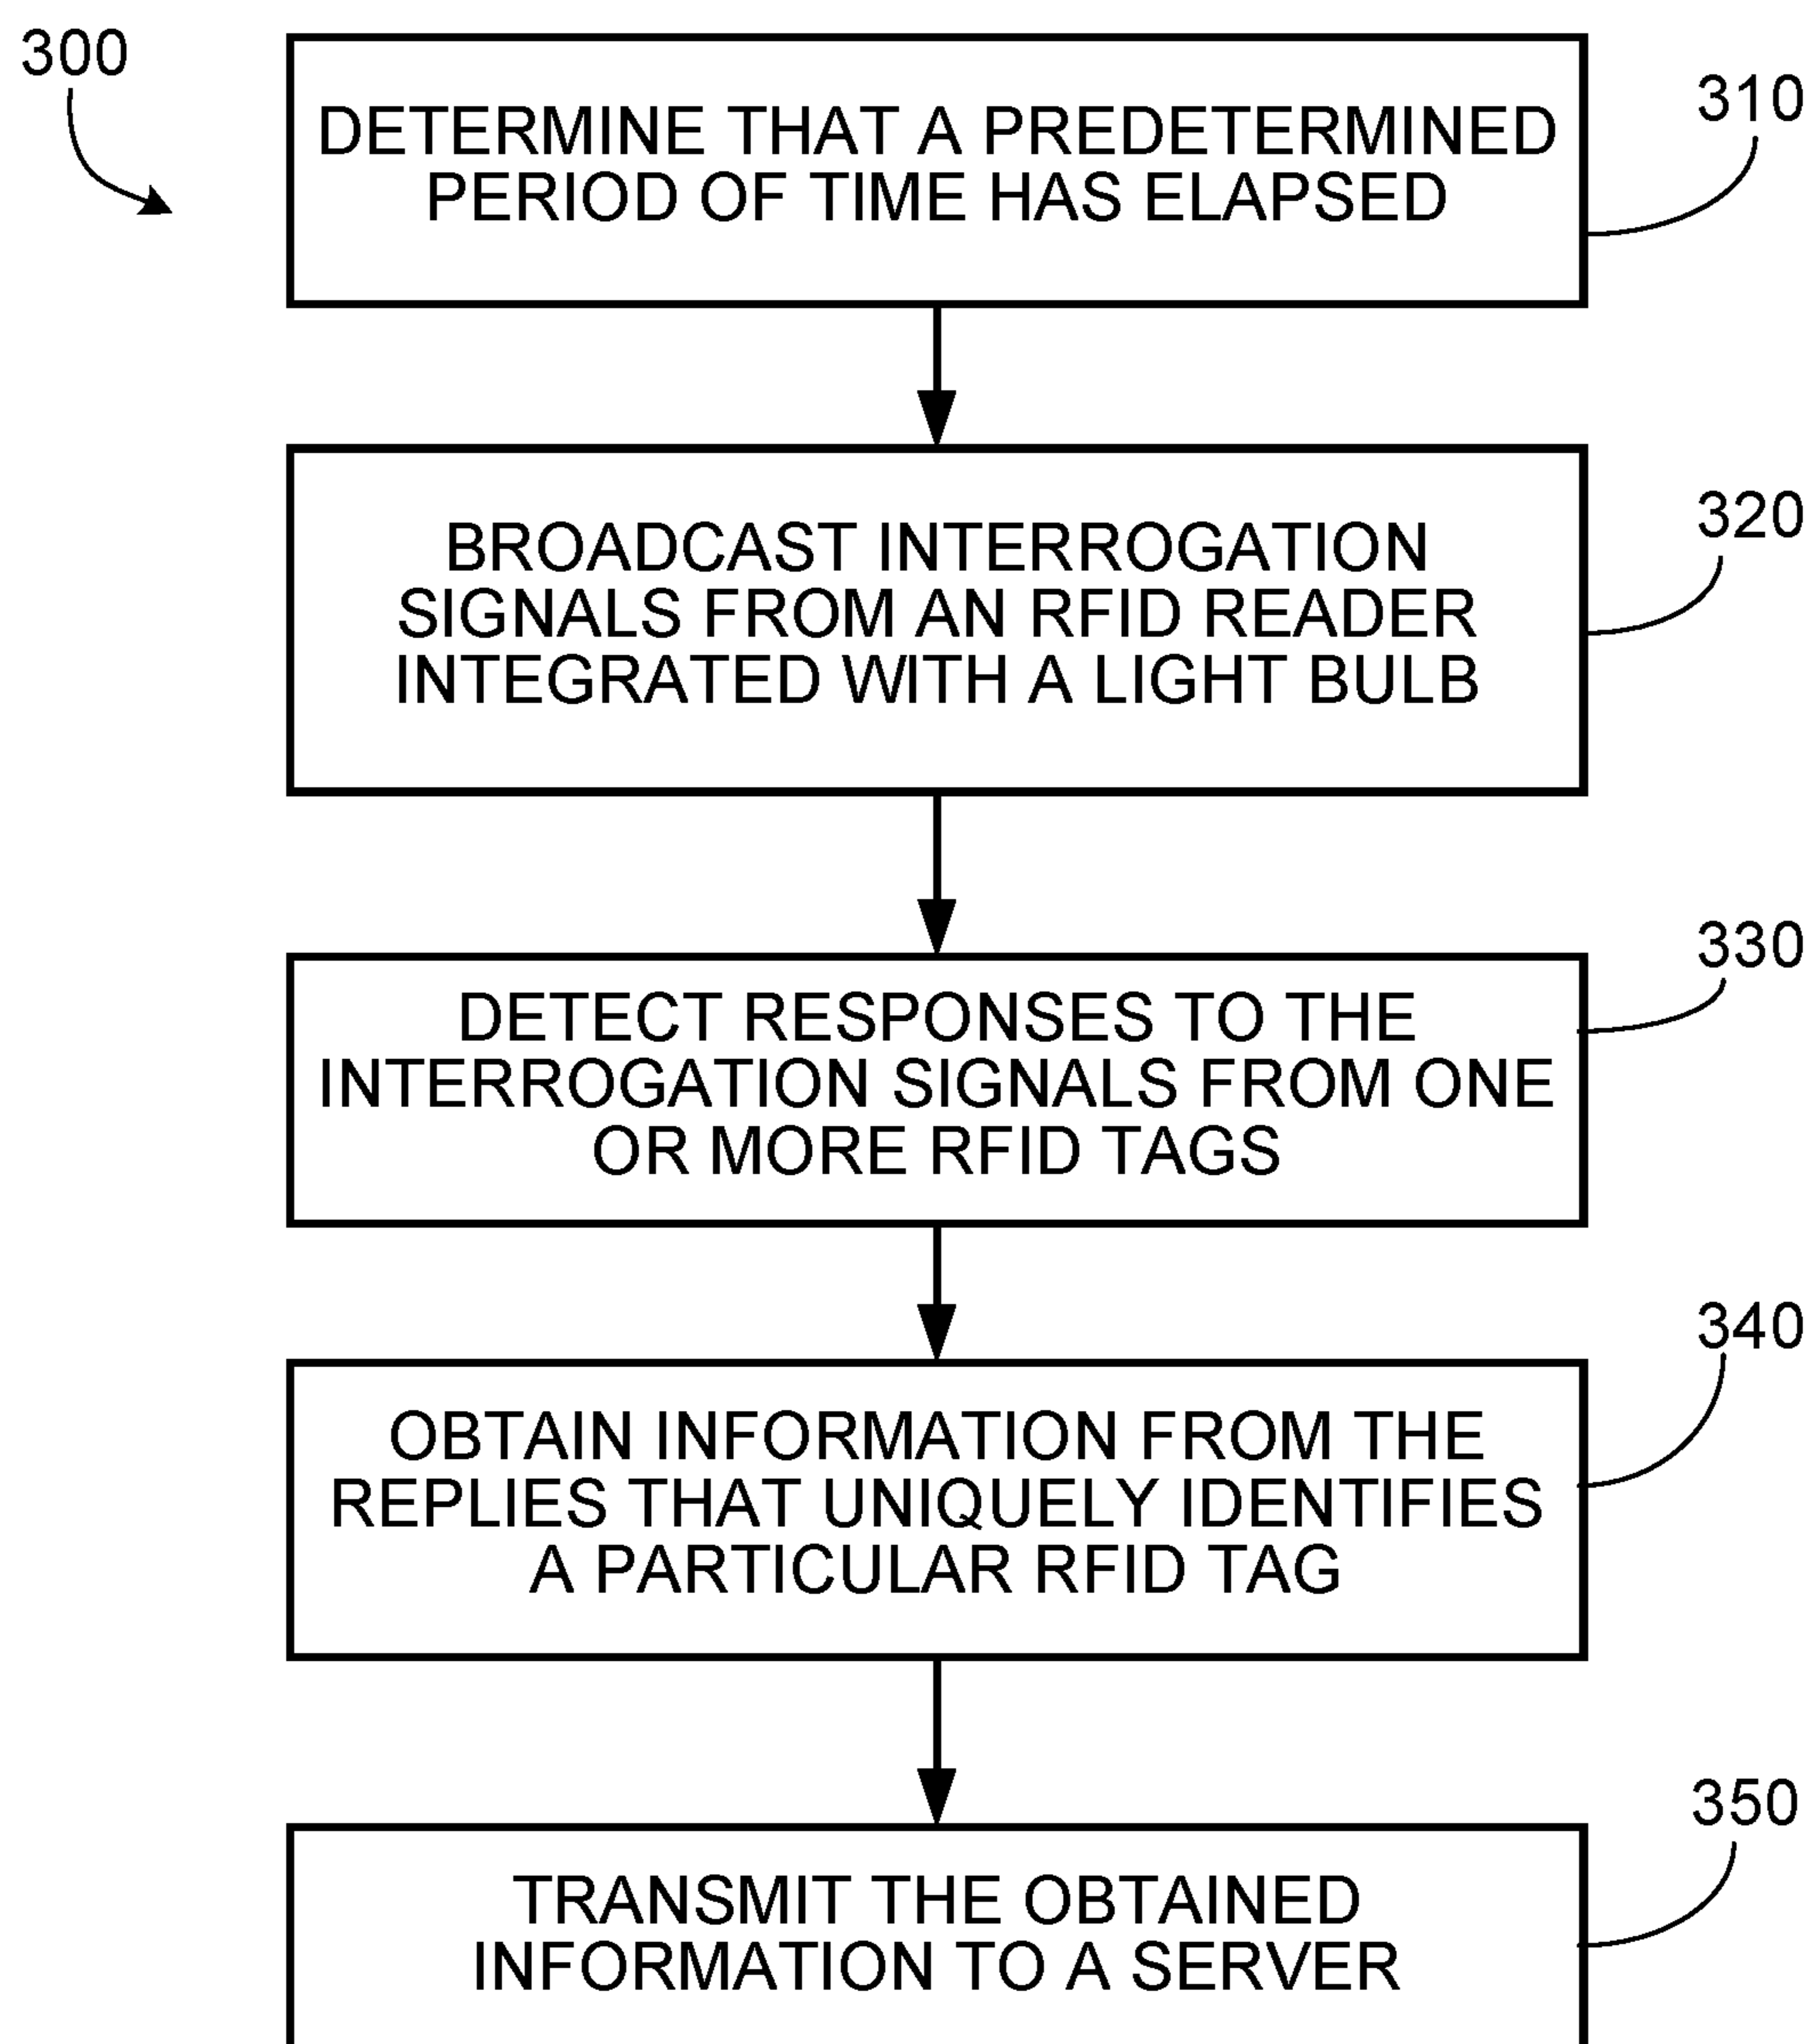 300
DETERMINE THAT A PREDETERMINED
PERIOD OF TIME HAS ELAPSED
310
BROADCAST INTERROGATION
SIGNALS FROM AN RFID READER
INTEGRATED WITH A LIGHT BULB
320
DETECT RESPONSES TO THE
INTERROGATION SIGNALS FROM ONE
OR MORE RFID TAGS
330
OBTAIN INFORMATION FROM THE
REPLIES THAT UNIQUELY IDENTIFIES
A PARTICULAR RFID TAG
340
TRANSMIT THE OBTAINED
INFORMATION TO A SERVER
350